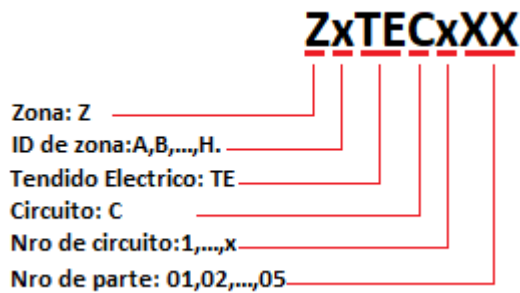 ZxTECxXX
Zona: Z
ID de zona:A,B,...,H.
Tendido Electrico: TE
Circuito: C
Nro de circuito:1,...,x
Nro de parte: 01,02,...,05